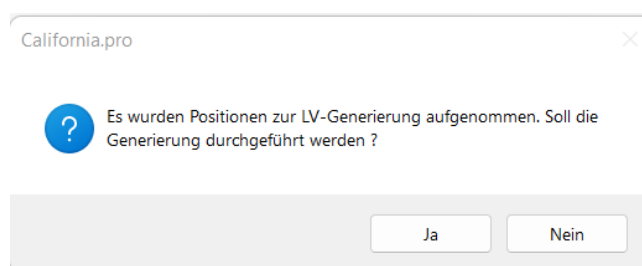 California.pro
Es wurden Positionen zur LV-Generierung aufgenommen. Soll die
Generierung durchgeführt werden ?
Ja
Nein